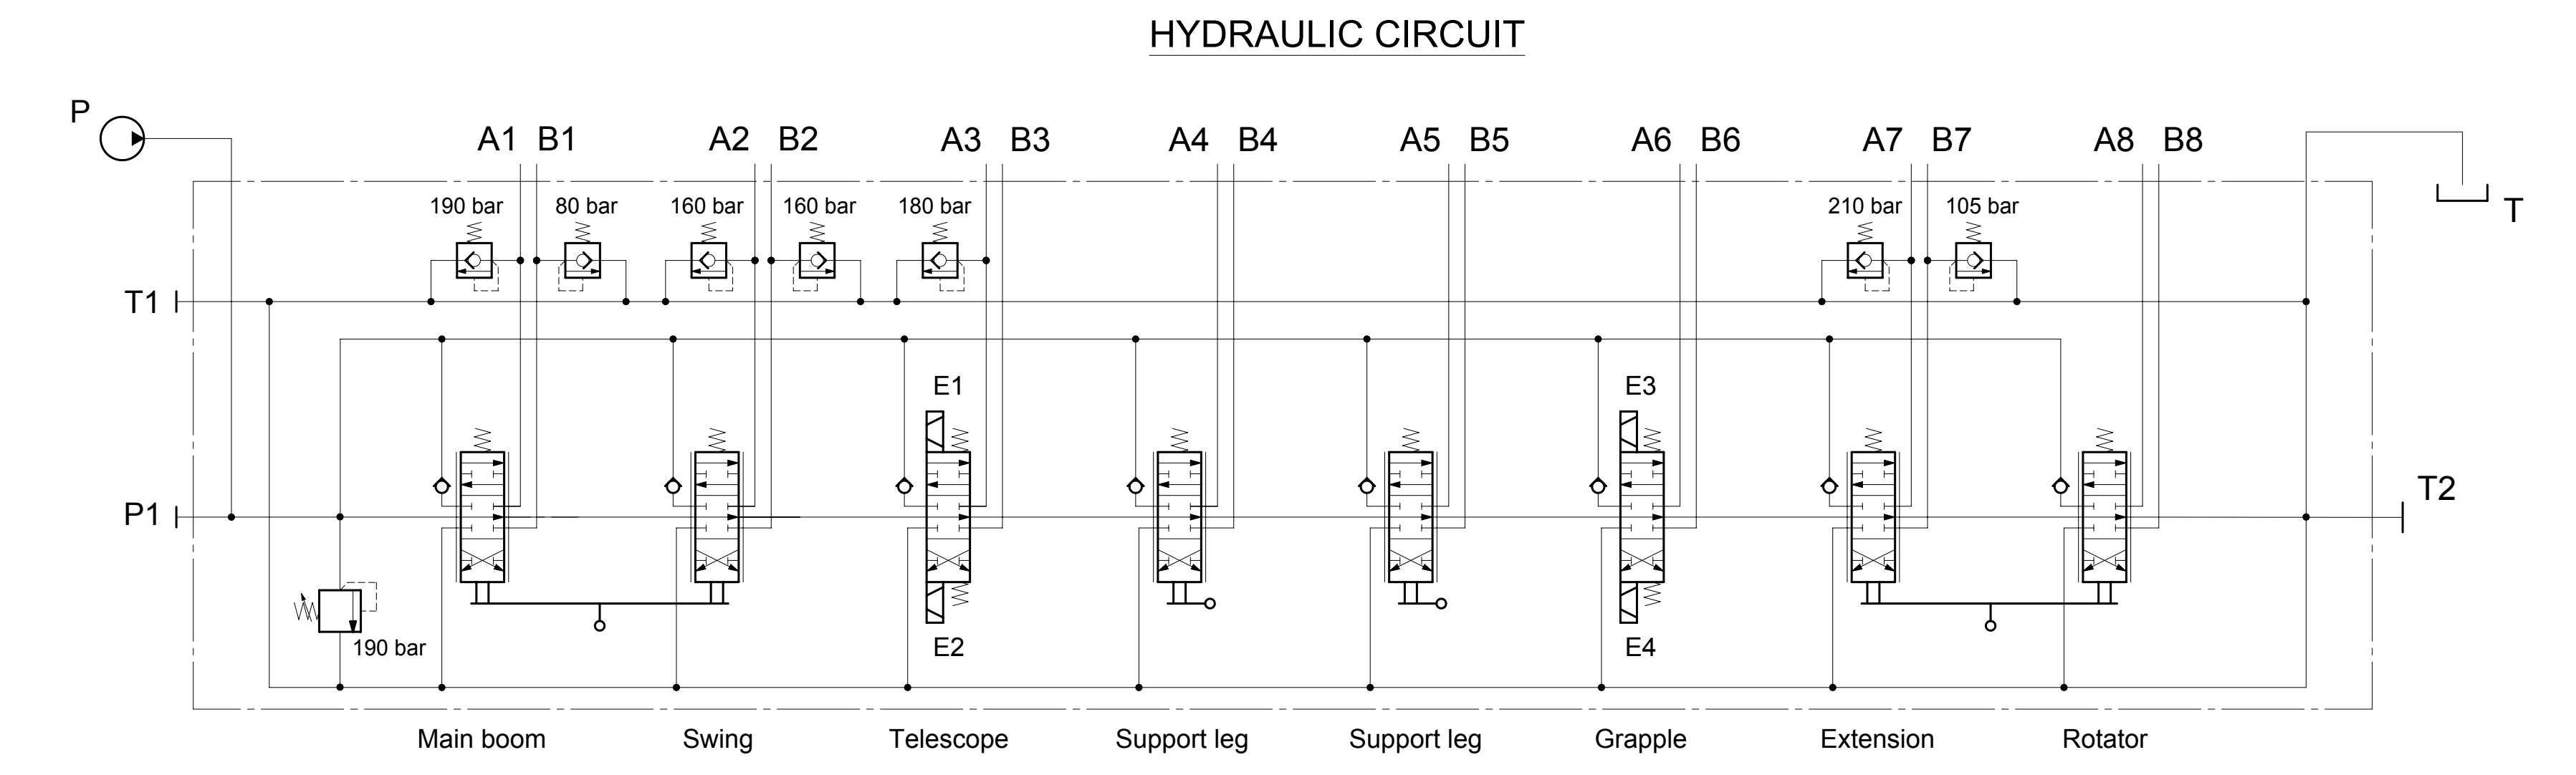 HYDRAULIC CIRCUIT
P
A1 B1 A2 B2 A3 B3 A4 B4 A5 B5 A6 B6 A7 B7 A8 B8
190 bar 80 bar 160 bar 160 bar 180 bar 210 bar 105 bar
T
T1
E1 E3
P1 T2
190 bar E2 E4
Main boom Swing Telescope Support leg Support leg Grapple Extension Rotator